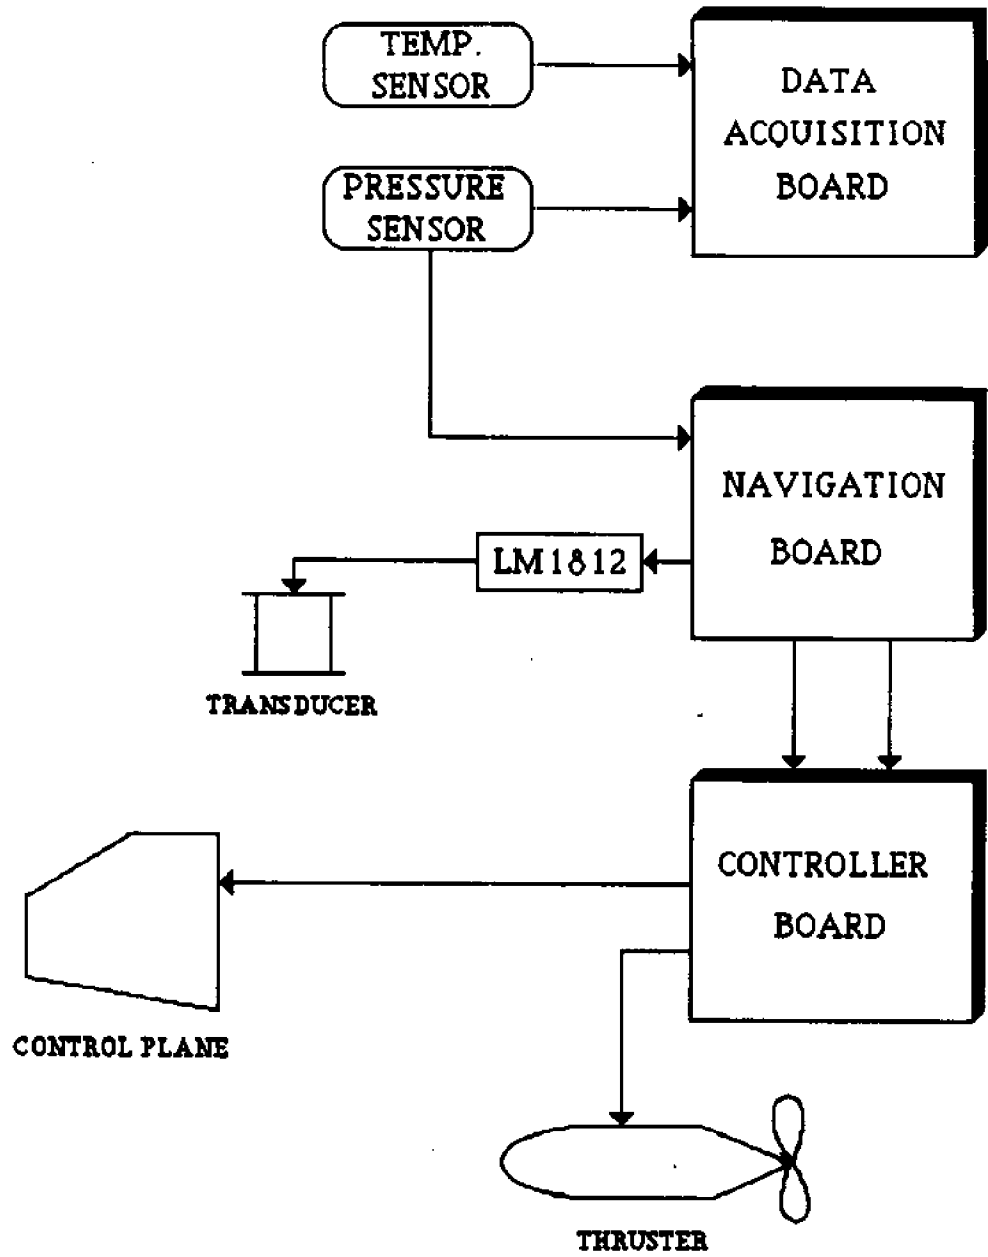 TEMP.
SENSOR
DATA
ACQUISITION
BOARD
PRESSURE
SENSOR
NAVIGATION
BOARD
LM1812
TRANSDUCER
CONTROLLER
BOARD
CONTROL PLANE
THRUSTER